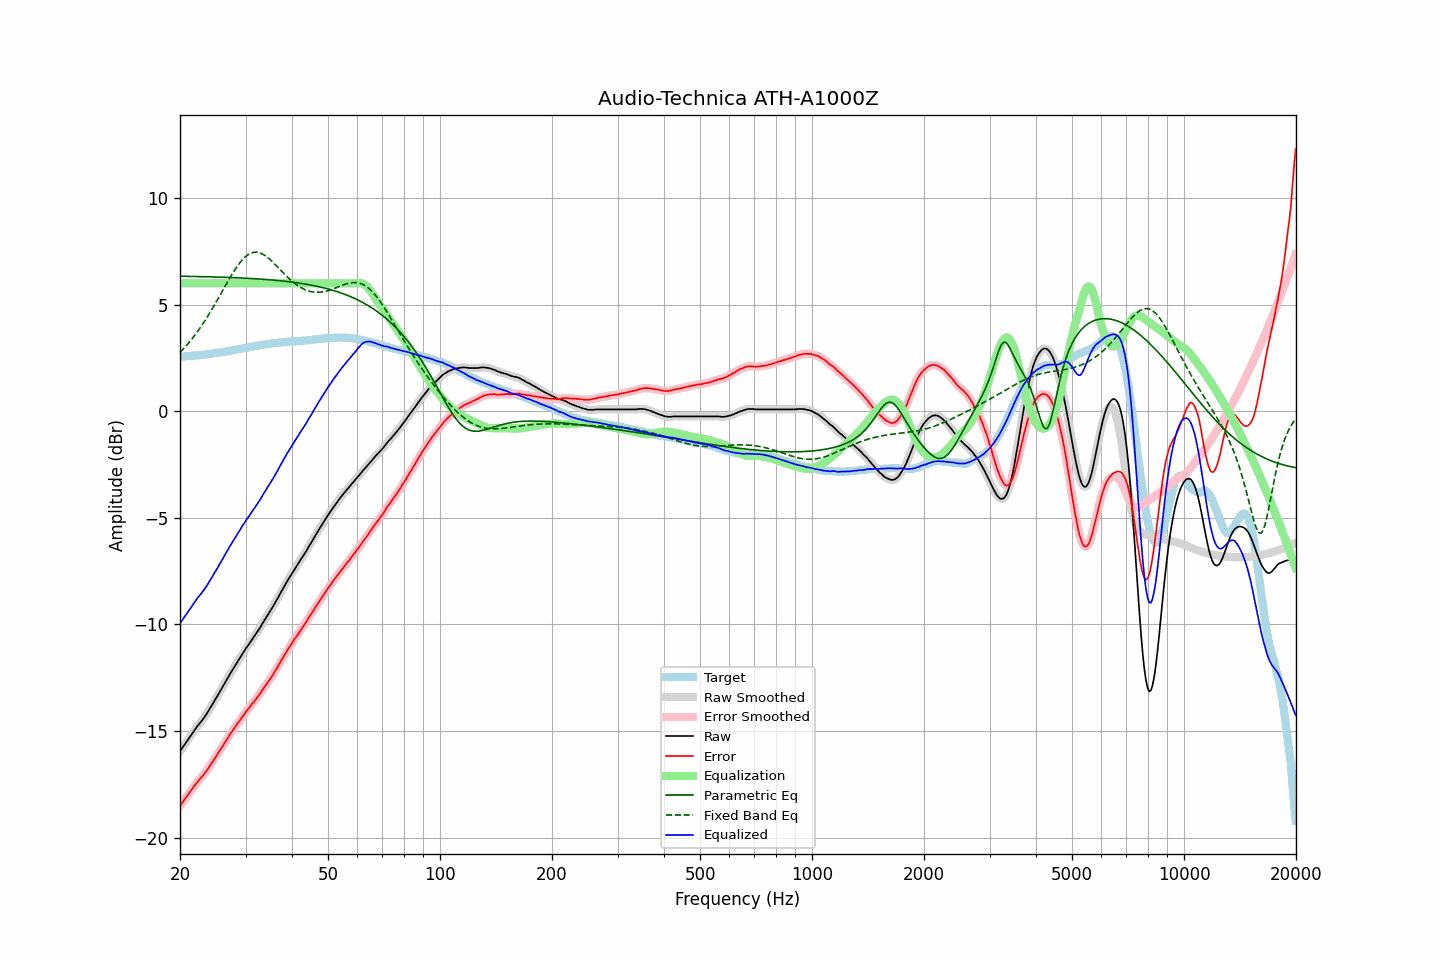 Audio-Technica ATH-A1000Z
Amplitude (dBr)
10
5
0
−5
−10
−15
−20
Target
Raw Smoothed
Error Smoothed
Raw
Error
Equalization
Parametric Eq
Fixed Band Eq
Equalized
20 50 100 200 500 1000 2000 5000 10000 20000
Frequency (Hz)